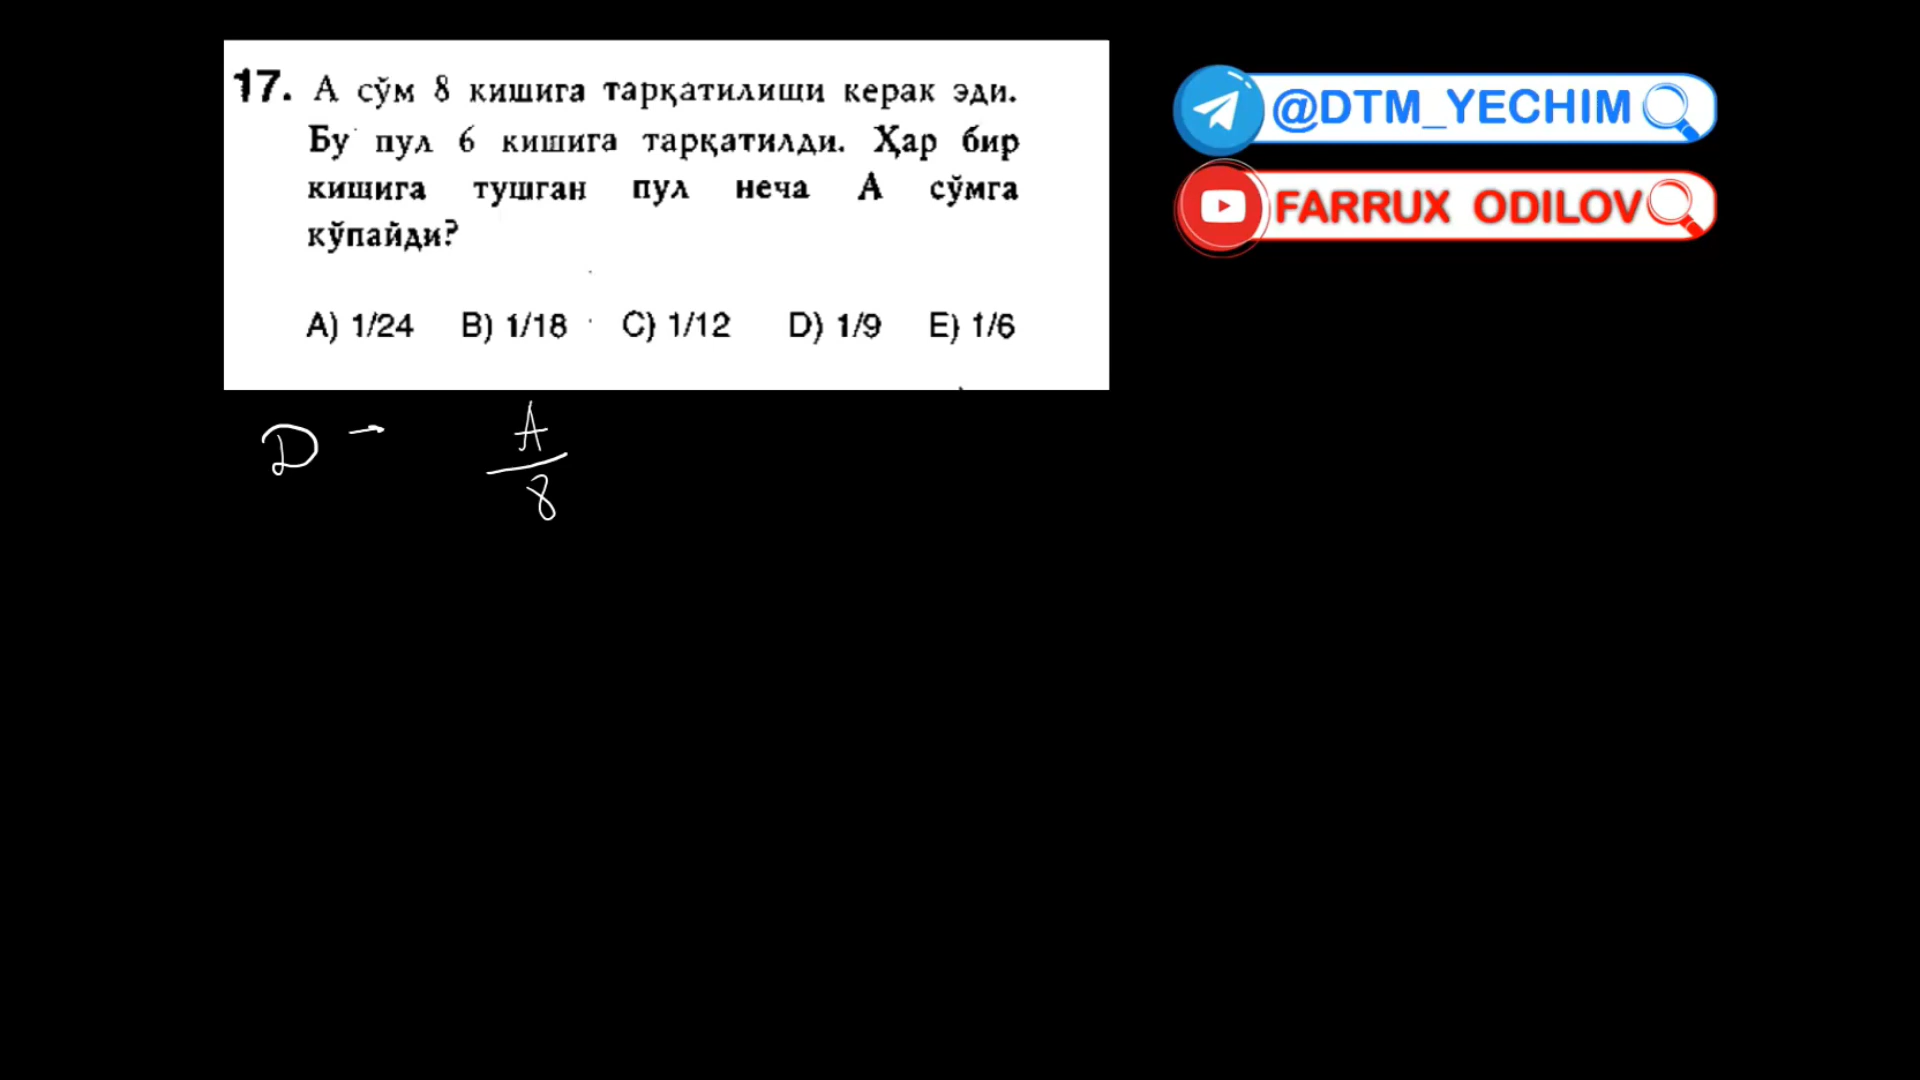 17. А сўм 8 кишига тарқатилиши керак эди.
Бу пул 6 кишига тарқатилди. Ҳар бир
кишига тушган пул неча А сўмга
кўпайди?
A) 1/24 B) 1/18 C) 1/12 D) 1/9 E) 1/6
@DTM_YECHIM
FARRUX ODILOV
D → A
8